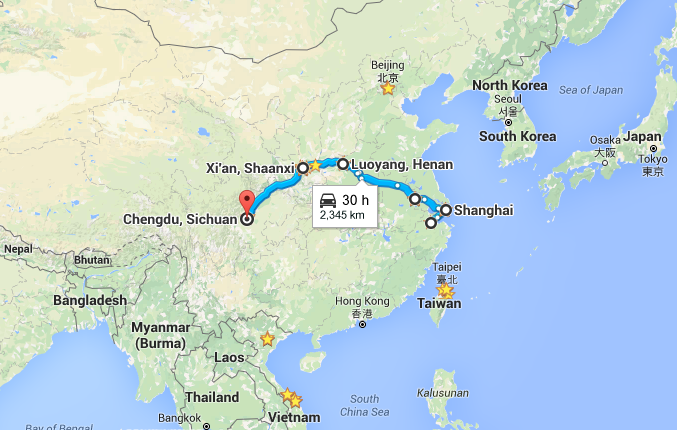 Beijing
北京
North Korea
Sea of Japan
Seoul
서울
South Korea
Osaka
大阪
Japan
Tokyo
東京
Xi'an, Shaanxi
Luoyang, Henan
30 h
2,345 km
Chengdu, Sichuan
Shanghai
Nepal
Bhutan
Taipei
臺北
Bangladesh
Hong Kong
香港
Taiwan
Myanmar
(Burma)
Laos
Thailand
South
China Sea
Kalusunan
Vietnam
Bangkok
Bay of Bengal